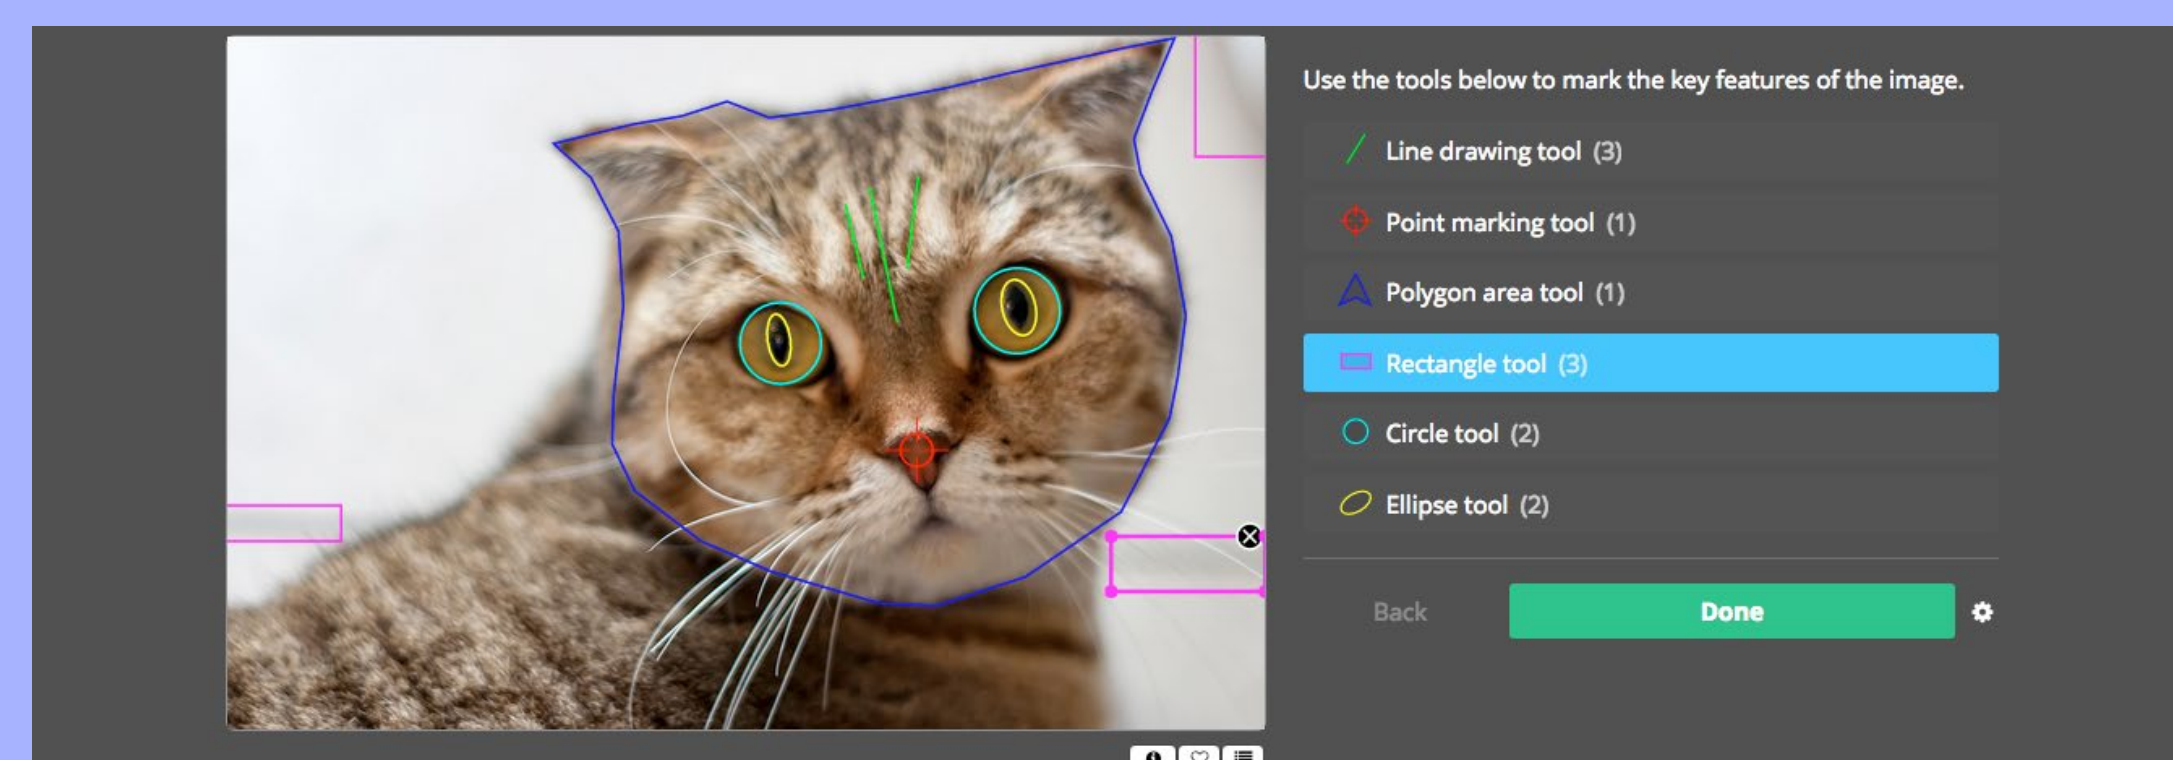 Use the tools below to mark the key features of the image.
Line drawing tool (3)
Point marking tool (1)
Polygon area tool (1)
Rectangle tool (3)
Circle tool (2)
Ellipse tool (2)
Back Done